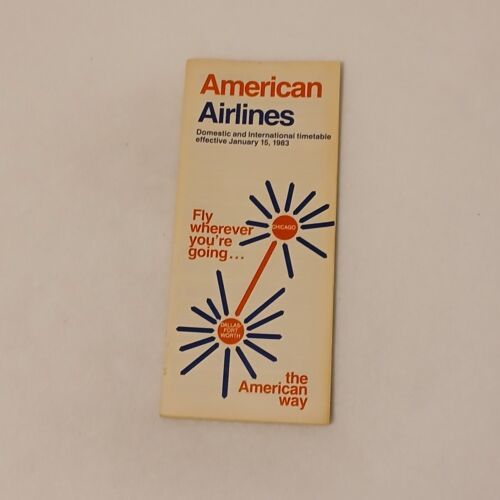 American
Airlines
Domestic and International timetable
effective January 15, 1983
Fly
wherever
you're
going...
CHICAGO
DALLAS
FORT
WORTH
the
American
way